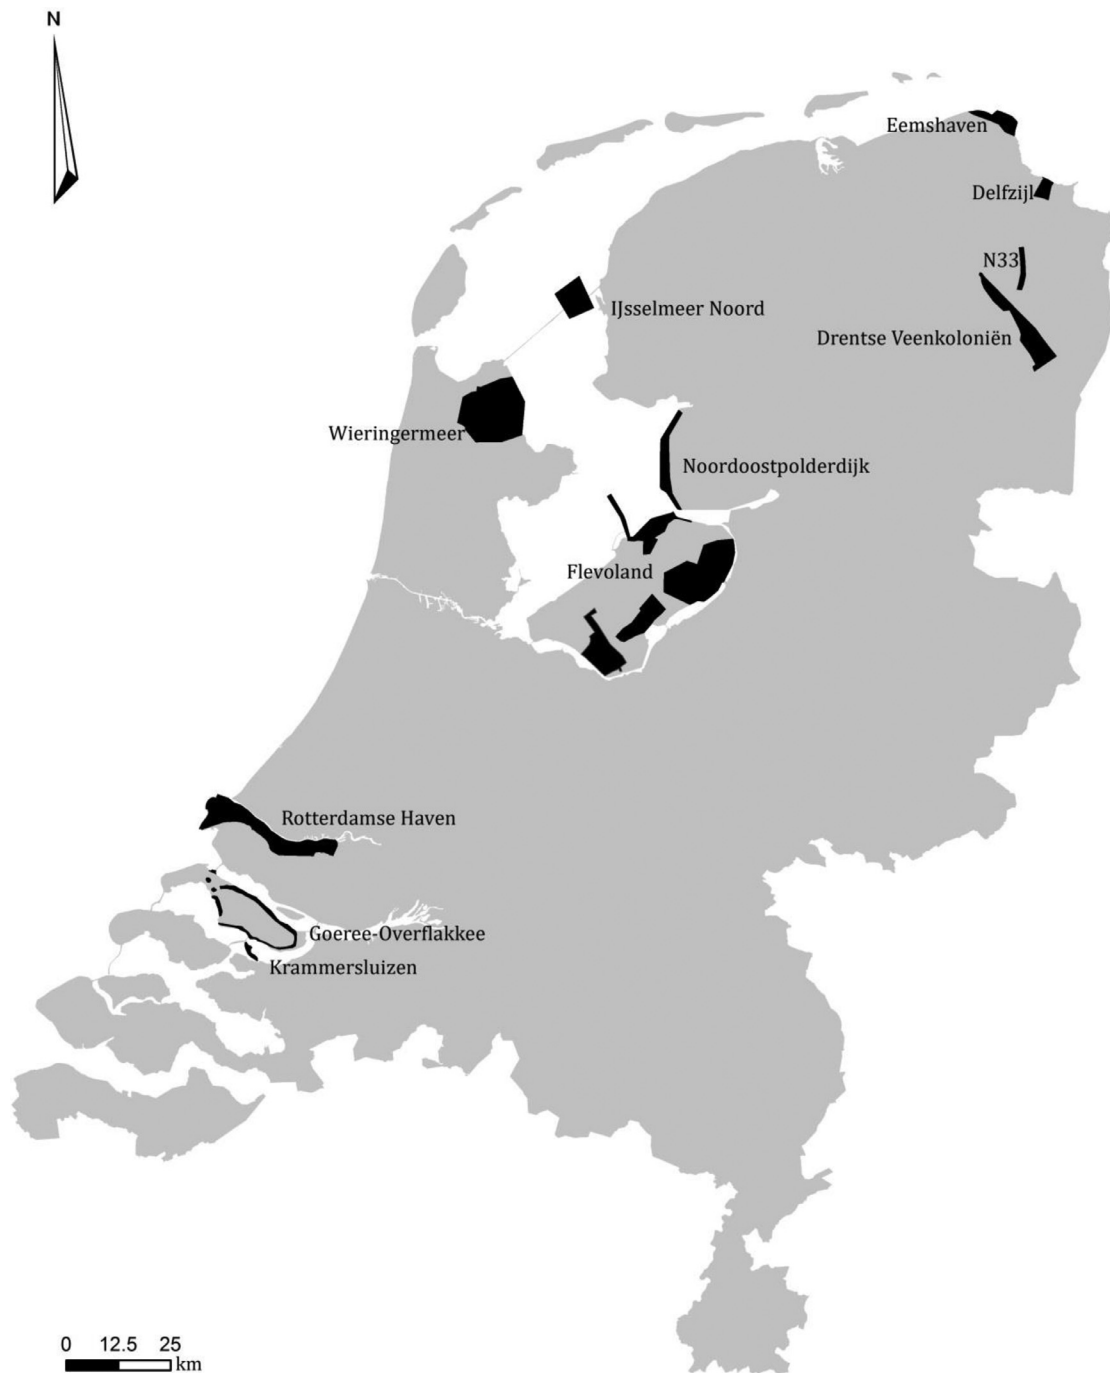 N
Eemshaven
Delfzijl
N33
IJsselmeer Noord
Drentse Veenkoloniën
Wieringermeer
Noordoostpolderdijk
Flevoland
Rotterdamse Haven
Goeree-Overflakkee
Krammersluizen
0 12.5 25
km